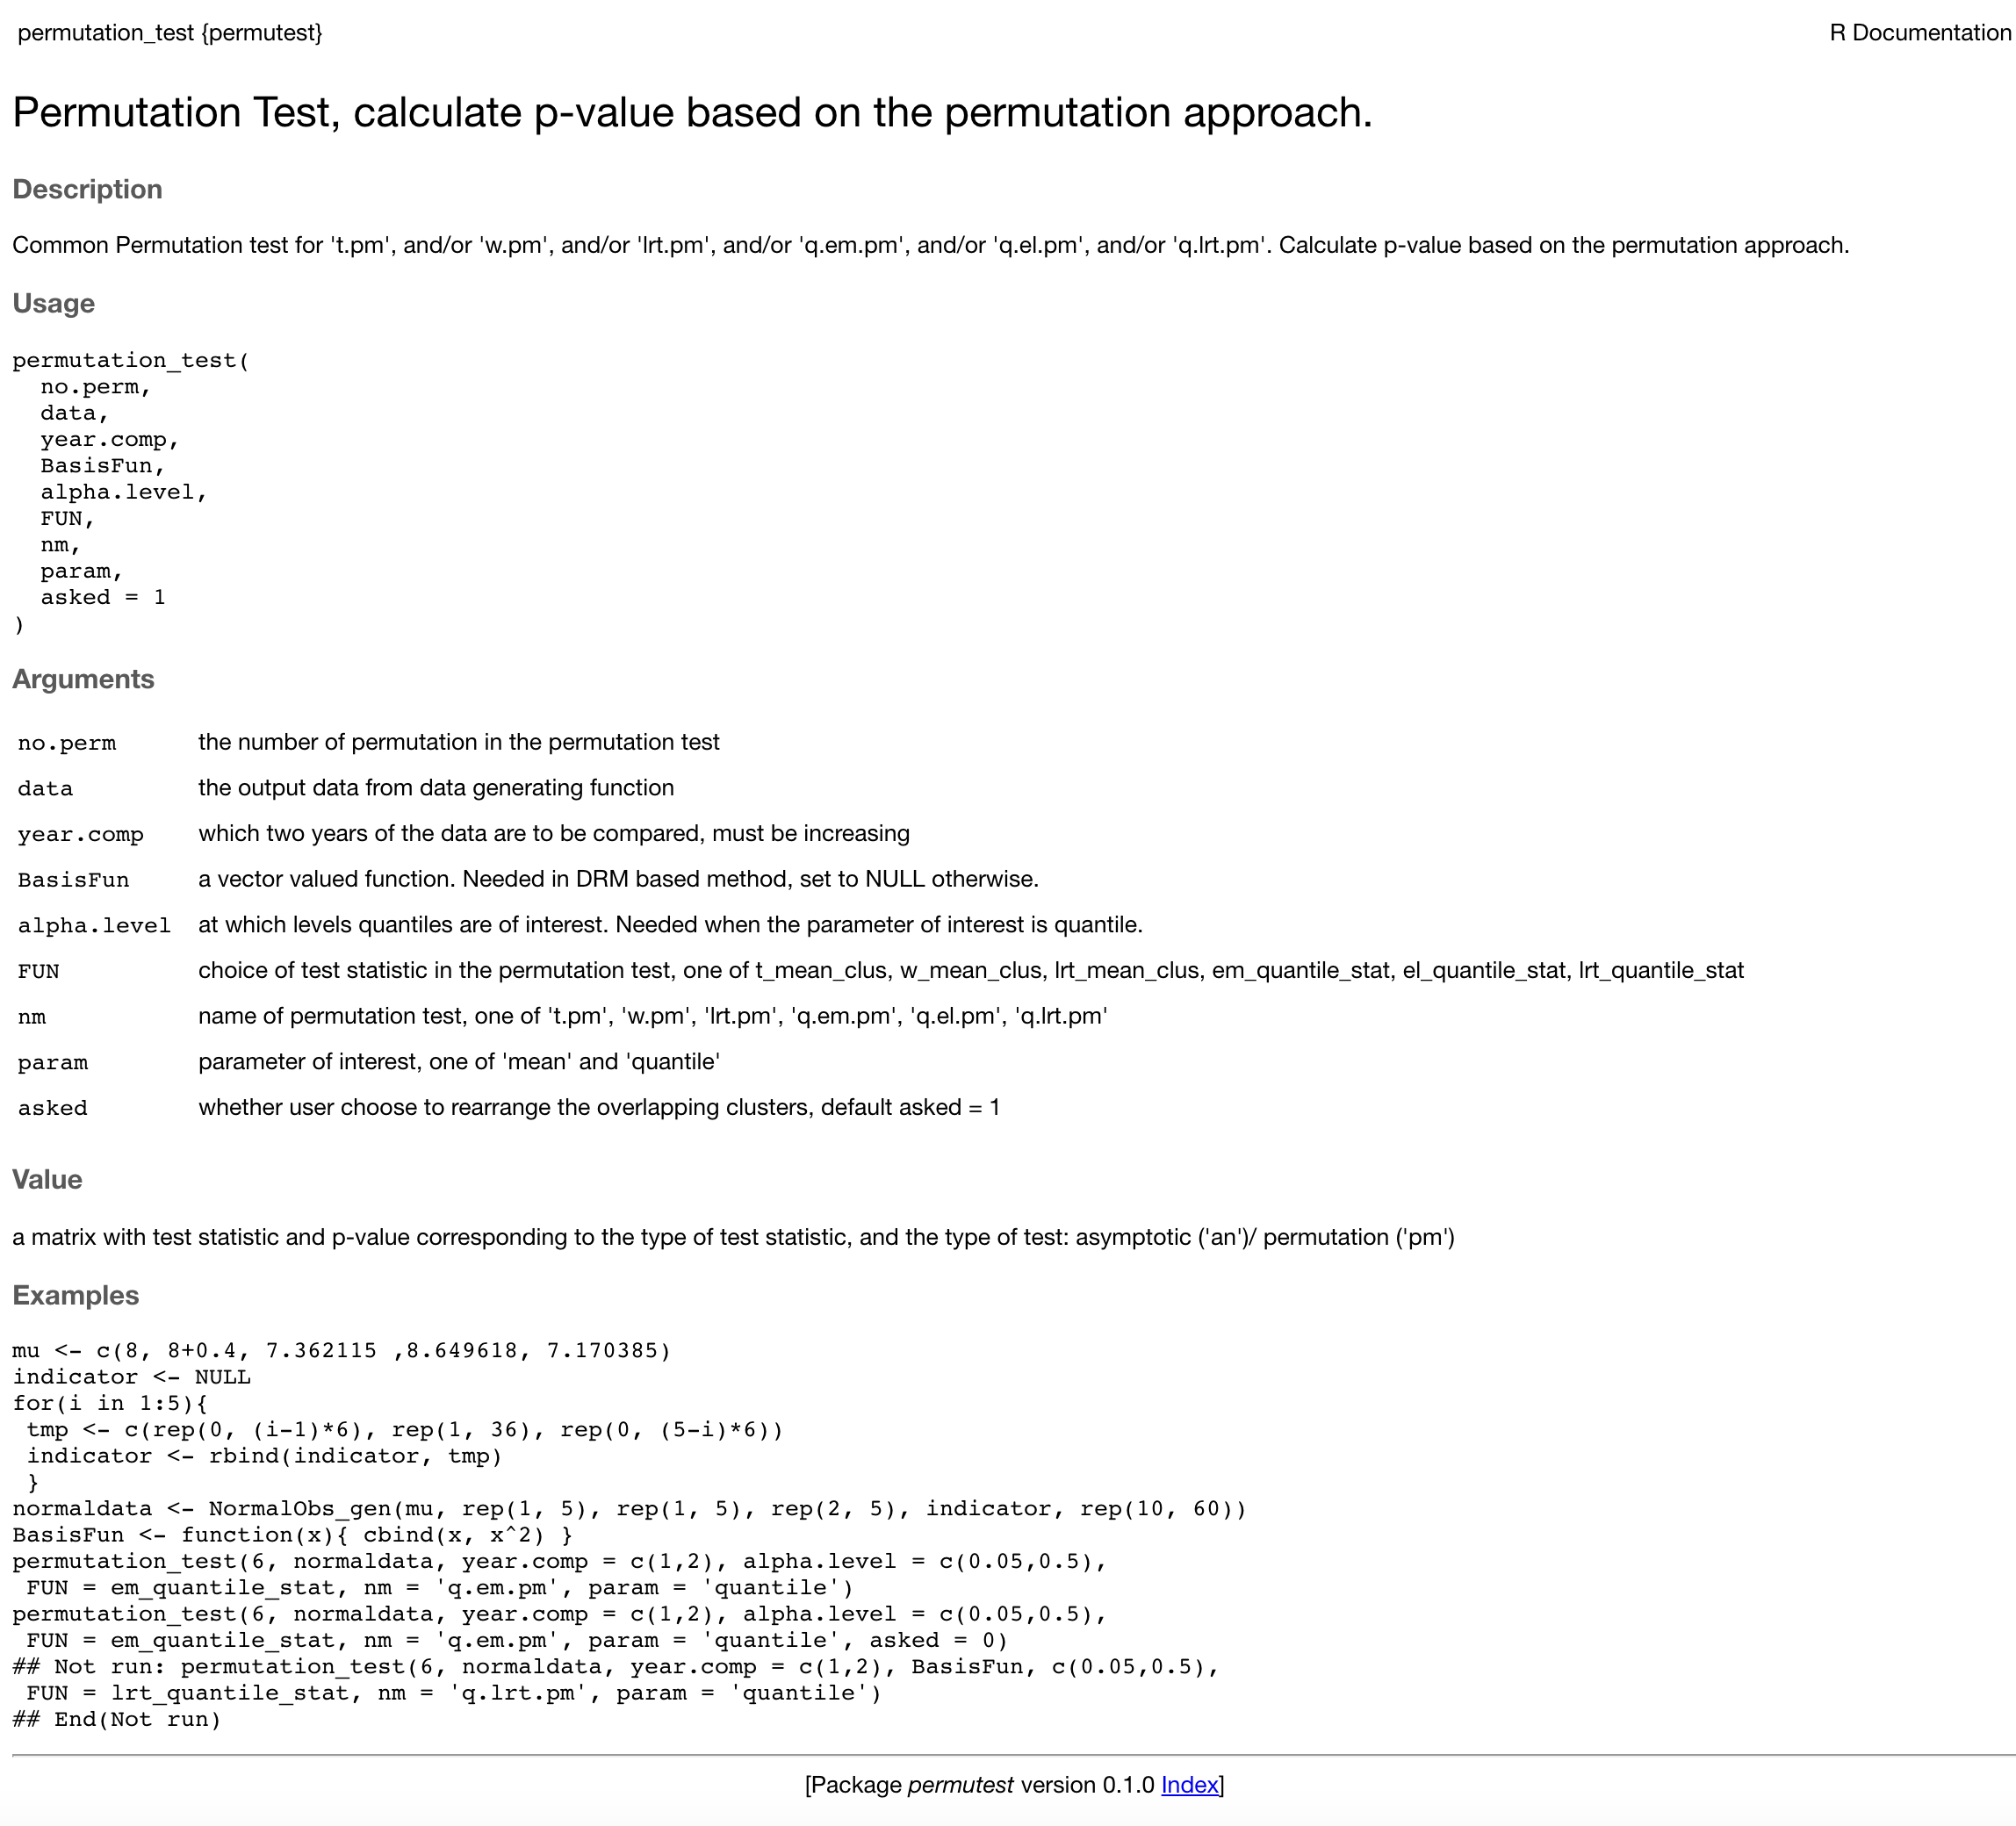 permutation_test {permutest}
R Documentation
Permutation Test, calculate p-value based on the permutation approach.
Description
Common Permutation test for 't.pm', and/or 'w.pm', and/or 'lrt.pm', and/or 'q.em.pm', and/or 'q.el.pm', and/or 'q.lrt.pm'. Calculate p-value based on the permutation approach.
Usage
permutation_test(
  no.perm,
  data,
  year.comp,
  BasisFun,
  alpha.level,
  FUN,
  nm,
  param,
  asked = 1
)
Arguments
no.perm the number of permutation in the permutation test
data the output data from data generating function
year.comp which two years of the data are to be compared, must be increasing
BasisFun a vector valued function. Needed in DRM based method, set to NULL otherwise.
alpha.level at which levels quantiles are of interest. Needed when the parameter of interest is quantile.
FUN choice of test statistic in the permutation test, one of t_mean_clus, w_mean_clus, lrt_mean_clus, em_quantile_stat, el_quantile_stat, lrt_quantile_stat
nm name of permutation test, one of 't.pm', 'w.pm', 'lrt.pm', 'q.em.pm', 'q.el.pm', 'q.lrt.pm'
param parameter of interest, one of 'mean' and 'quantile'
asked whether user choose to rearrange the overlapping clusters, default asked = 1
Value
a matrix with test statistic and p-value corresponding to the type of test statistic, and the type of test: asymptotic ('an')/ permutation ('pm')
Examples
mu <- c(8, 8+0.4, 7.362115 ,8.649618, 7.170385)
indicator <- NULL
for(i in 1:5){
 tmp <- c(rep(0, (i-1)*6), rep(1, 36), rep(0, (5-i)*6))
 indicator <- rbind(indicator, tmp)
 }
normaldata <- NormalObs_gen(mu, rep(1, 5), rep(1, 5), rep(2, 5), indicator, rep(10, 60))
BasisFun <- function(x){ cbind(x, x^2) }
permutation_test(6, normaldata, year.comp = c(1,2), alpha.level = c(0.05,0.5),
 FUN = em_quantile_stat, nm = 'q.em.pm', param = 'quantile')
permutation_test(6, normaldata, year.comp = c(1,2), alpha.level = c(0.05,0.5),
 FUN = em_quantile_stat, nm = 'q.em.pm', param = 'quantile', asked = 0)
## Not run: permutation_test(6, normaldata, year.comp = c(1,2), BasisFun, c(0.05,0.5),
 FUN = lrt_quantile_stat, nm = 'q.lrt.pm', param = 'quantile')
## End(Not run)
[Package permutest version 0.1.0 Index]